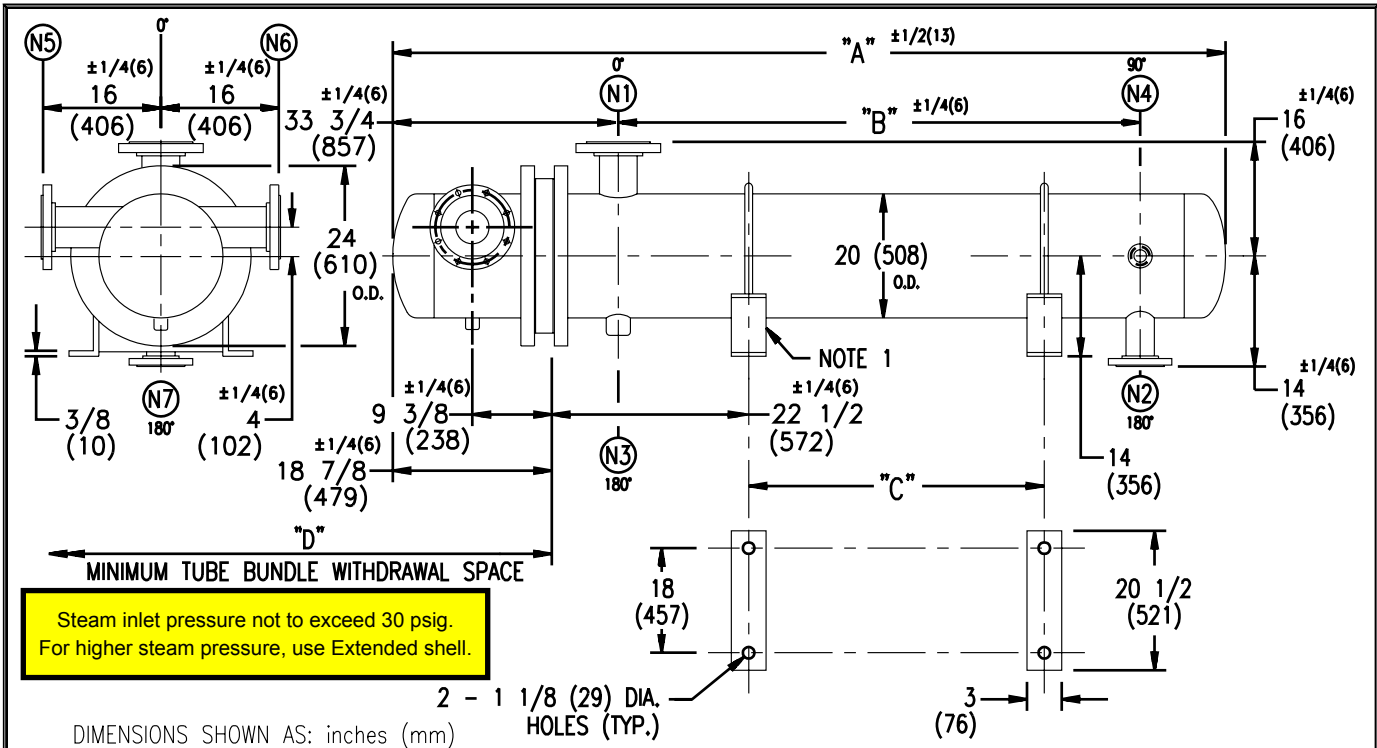 N5
0°
N6
±1/4(6)
±1/4(6)
16
(406)
16
(406)
"A" ±1/2(13)
±1/4(6)
33 3/4
(857)
0°
N1
"B" ±1/4(6)
90°
N4
±1/4(6)
16
(406)
24
(610)
O.D.
20 (508)
O.D.
NOTE 1
3/8
(10)
N7
180°
±1/4(6)
4
(102)
9 3/8
(238)
±1/4(6)
18 7/8
(479)
N3
180°
±1/4(6)
22 1/2
(572)
N2
180°
±1/4(6)
14
(356)
14
(356)
"C"
"D"
MINIMUM TUBE BUNDLE WITHDRAWAL SPACE
Steam inlet pressure not to exceed 30 psig.
For higher steam pressure, use Extended shell.
18
(457)
20 1/2
(521)
2 - 1 1/8 (29) DIA.
HOLES (TYP.)
3
(76)
DIMENSIONS SHOWN AS: inches (mm)